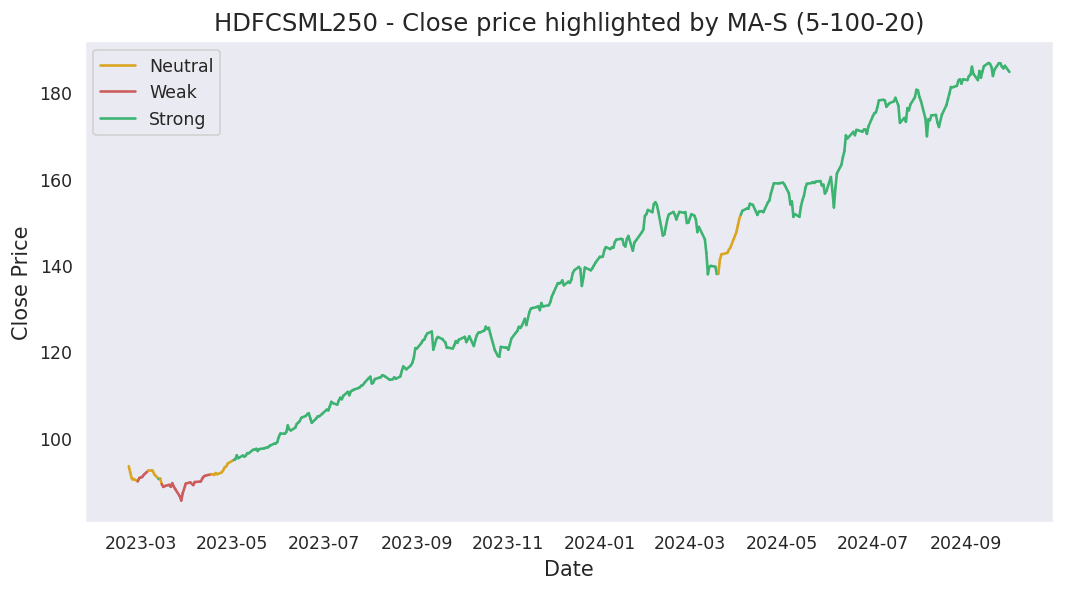 HDFCSML250 - Close price highlighted by MA-S (5-100-20)
Neutral
Weak
Strong
Close Price
180
160
140
120
100
2023-03 2023-05 2023-07 2023-09 2023-11 2024-01 2024-03 2024-05 2024-07 2024-09
Date